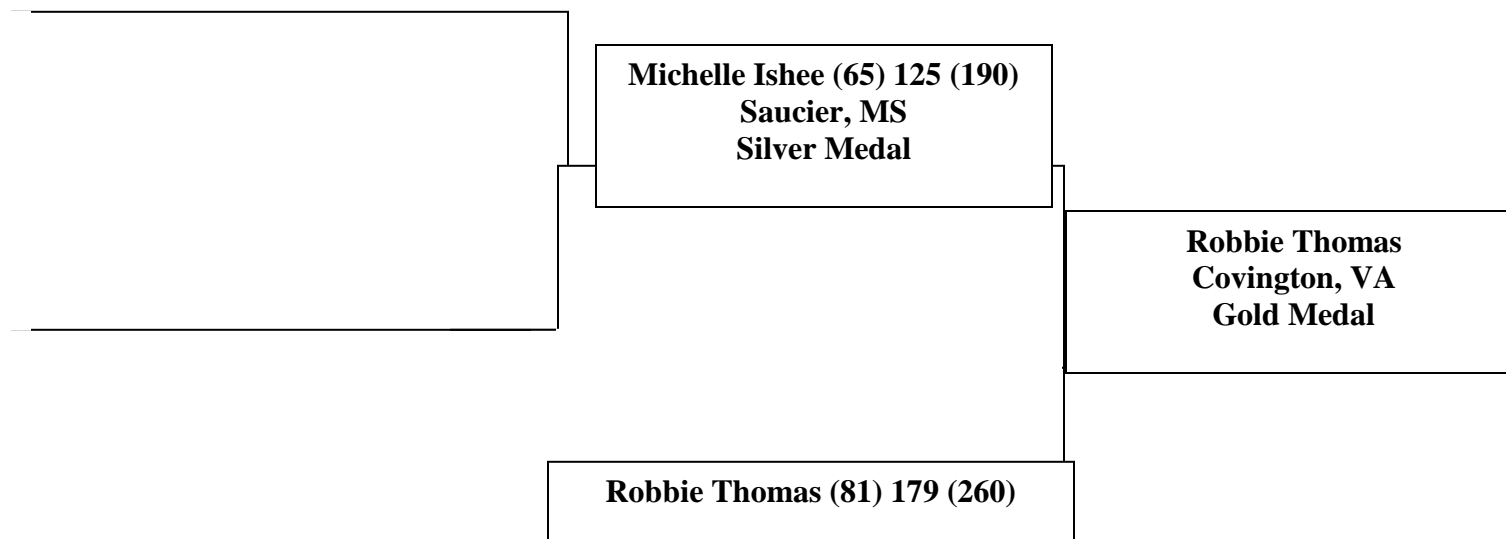 Michelle Ishee (65) 125 (190)
Saucier, MS
Silver Medal
Robbie Thomas
Covington, VA
Gold Medal
Robbie Thomas (81) 179 (260)